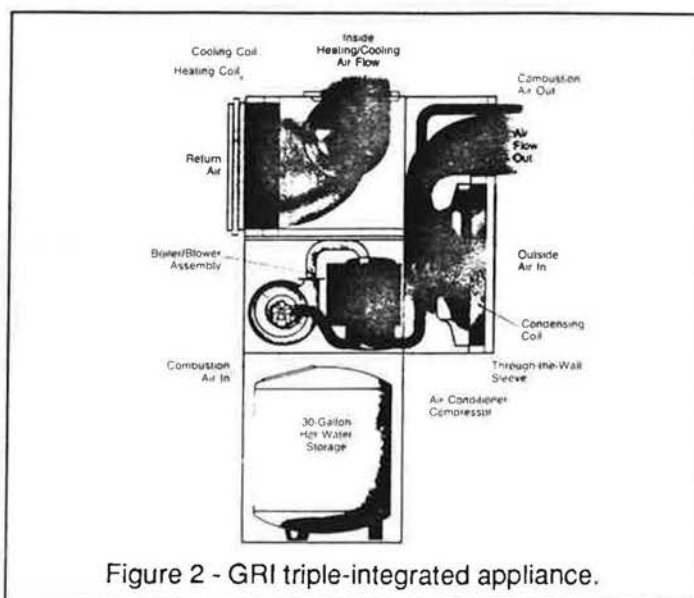 Inside
Heating/Cooling
Air Flow
Cooling Coil
Heating Coil
Combustion
Air Out
Air
Flow
Out
Return
Air
Boiler/Blower
Assembly
Outside
Air In
Condensing
Coil
Combustion
Air In
Through-the-Wall
Sleeve
Air Conditioner
Compressor
30-Gallon
Hot Water
Storage
Figure 2 - GRI triple-integrated appliance.